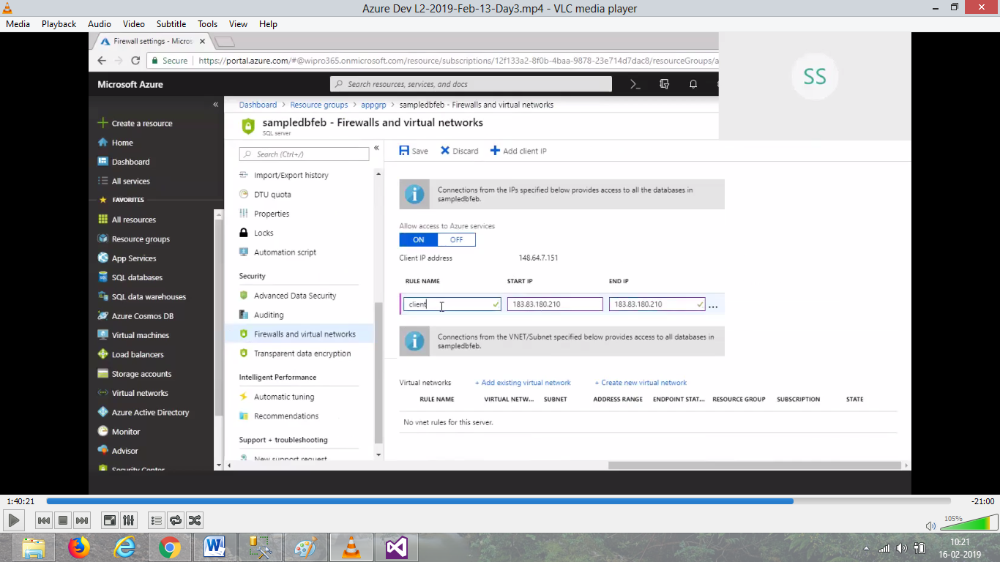 Azure Dev L2-2019-Feb-13-Day3.mp4 - VLC media player
Media Playback Audio Video Subtitle Tools View Help
Firewall settings - Micros
Secure https://portal.azure.com/#@wipro365.onmicrosoft.com/resource/subscriptions/12f133a2-8f0b-4baa-9878-23e714d7dac8/resourceGroups/a
SS
Microsoft Azure
Search resources, services, and docs
Create a resource
Home
Dashboard
All services
FAVORITES
All resources
Resource groups
App Services
SQL databases
SQL data warehouses
Azure Cosmos DB
Virtual machines
Load balancers
Storage accounts
Virtual networks
Azure Active Directory
Monitor
Advisor
Security Center
Dashboard > Resource groups > appgrp > sampledbfeb - Firewalls and virtual networks
sampledbfeb - Firewalls and virtual networks
SQL server
Search (Ctrl+/)
Import/Export history
DTU quota
Properties
Locks
Automation script
Security
Advanced Data Security
Auditing
Firewalls and virtual networks
Transparent data encryption
Intelligent Performance
Automatic tuning
Recommendations
Support + troubleshooting
New support request
Save Discard Add client IP
Connections from the IPs specified below provides access to all the databases in
sampledbfeb.
Allow access to Azure services
ON OFF
Client IP address 148.64.7.151
RULE NAME START IP END IP
client 183.83.180.210 183.83.180.210 ...
Connections from the VNET/Subnet specified below provides access to all databases in
sampledbfeb.
Virtual networks + Add existing virtual network + Create new virtual network
RULE NAME VIRTUAL NETW... SUBNET ADDRESS RANGE ENDPOINT STAT... RESOURCE GROUP SUBSCRIPTION STATE
No vnet rules for this server.
1:40:21 -21:00
105%
10:21
16-02-2019